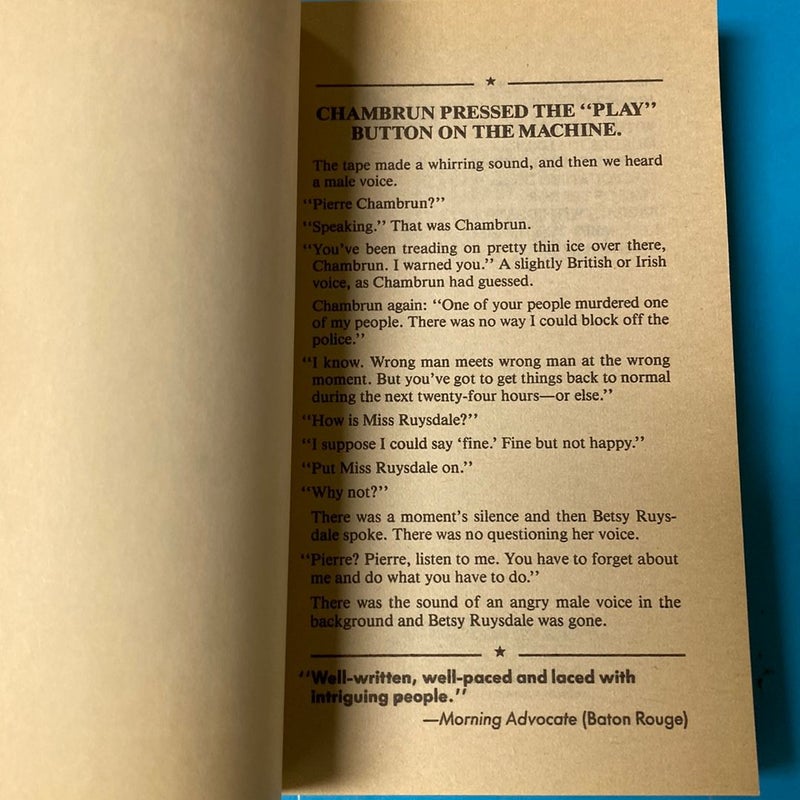 CHAMBRUN PRESSED THE “PLAY”
BUTTON ON THE MACHINE.
The tape made a whirring sound, and then we heard
a male voice.
“Pierre Chambrun?”
“Speaking.” That was Chambrun.
“You’ve been treading on pretty thin ice over there,
Chambrun. I warned you.” A slightly British or Irish
voice, as Chambrun had guessed.
Chambrun again: “One of your people murdered one
of my people. There was no way I could block off the
police.”
“I know. Wrong man meets wrong man at the wrong
moment. But you’ve got to get things back to normal
during the next twenty-four hours—or else.”
“How is Miss Ruysdale?”
“I suppose I could say ‘fine.’ Fine but not happy.”
“Put Miss Ruysdale on.”
“Why not?”
There was a moment’s silence and then Betsy Ruys-
dale spoke. There was no questioning her voice.
“Pierre? Pierre, listen to me. You have to forget about
me and do what you have to do.”
There was the sound of an angry male voice in the
background and Betsy Ruysdale was gone.
“Well-written, well-paced and laced with
intriguing people.”
—Morning Advocate (Baton Rouge)